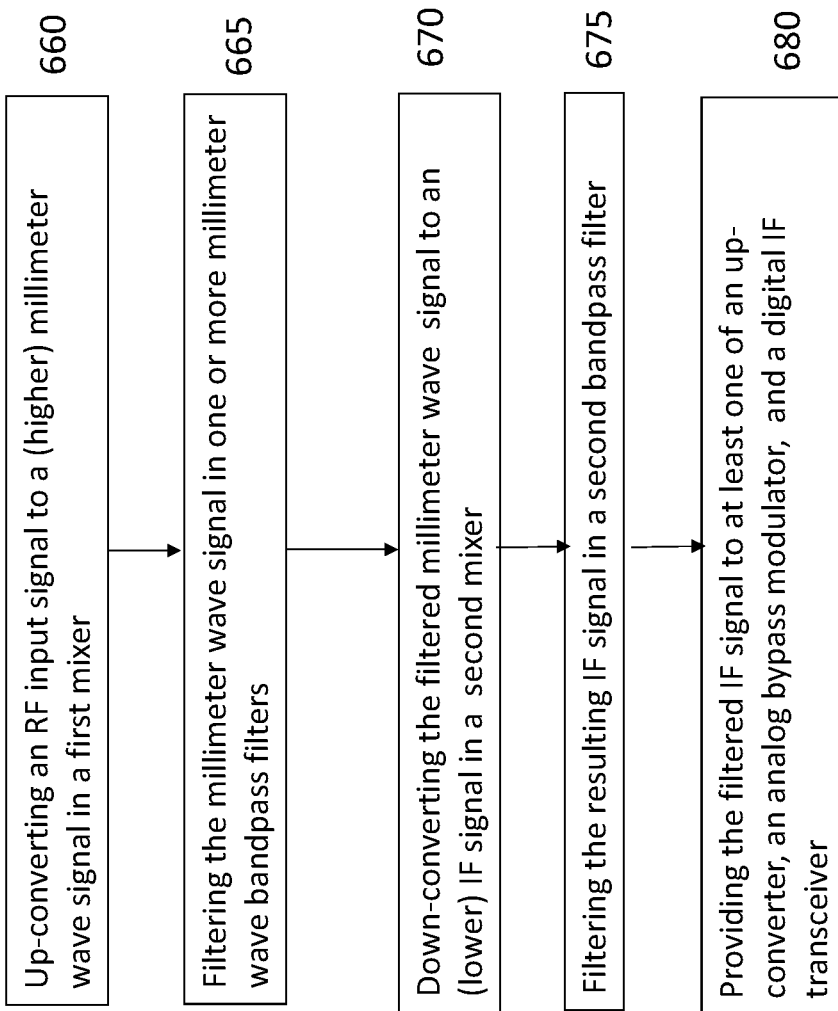 Up-converting an RF input signal to a (higher) millimeter
wave signal in a first mixer
660
Filtering the millimeter wave signal in one or more millimeter
wave bandpass filters
665
Down-converting the filtered millimeter wave signal to an
(lower) IF signal in a second mixer
670
Filtering the resulting IF signal in a second bandpass filter
675
Providing the filtered IF signal to at least one of an up-
converter, an analog bypass modulator, and a digital IF
transceiver
680